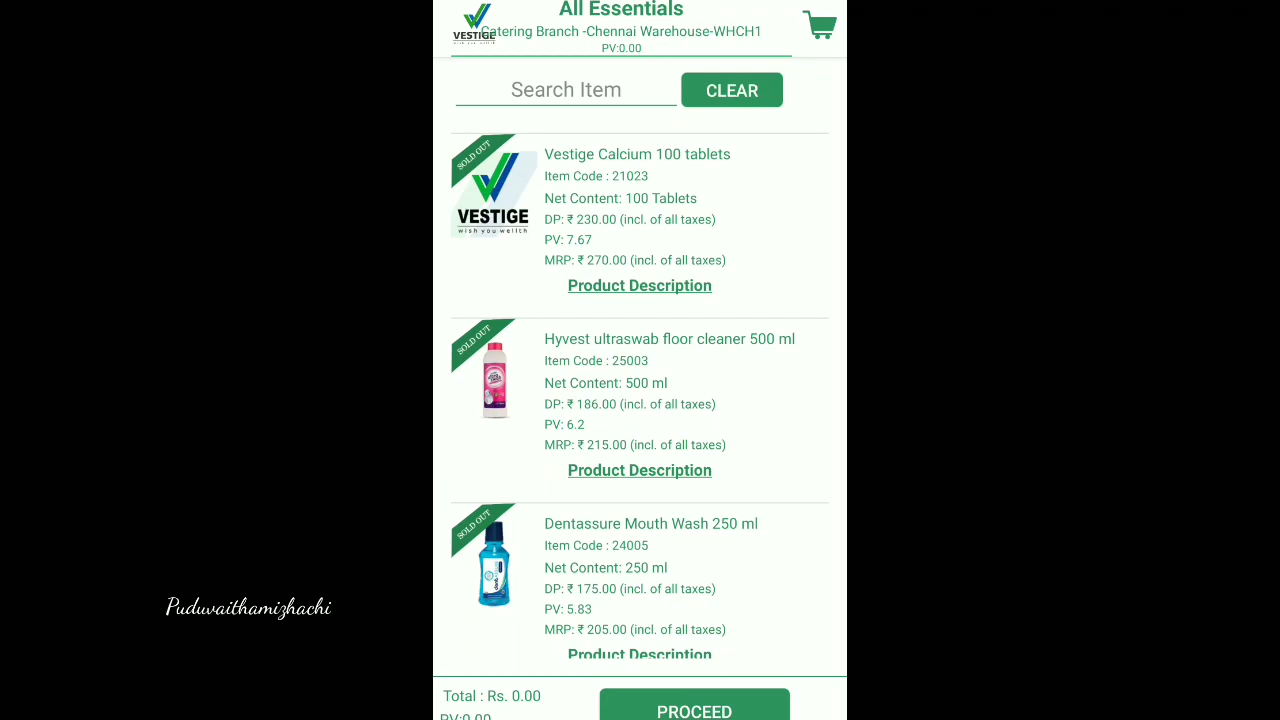 All Essentials
Catering Branch -Chennai Warehouse-WHCH1
VESTIGE
PV:0.00
Search Item
CLEAR
SOLD OUT
VESTIGE
wish you wellth
Vestige Calcium 100 tablets
Item Code : 21023
Net Content: 100 Tablets
DP: ₹ 230.00 (incl. of all taxes)
PV: 7.67
MRP: ₹ 270.00 (incl. of all taxes)
Product Description
SOLD OUT
Hyvest ultraswab floor cleaner 500 ml
Item Code : 25003
Net Content: 500 ml
DP: ₹ 186.00 (incl. of all taxes)
PV: 6.2
MRP: ₹ 215.00 (incl. of all taxes)
Product Description
SOLD OUT
Dentassure Mouth Wash 250 ml
Item Code : 24005
Net Content: 250 ml
DP: ₹ 175.00 (incl. of all taxes)
PV: 5.83
MRP: ₹ 205.00 (incl. of all taxes)
Product Description
Puduvaithamizhachi
Total : Rs. 0.00
PV:0.00
PROCEED